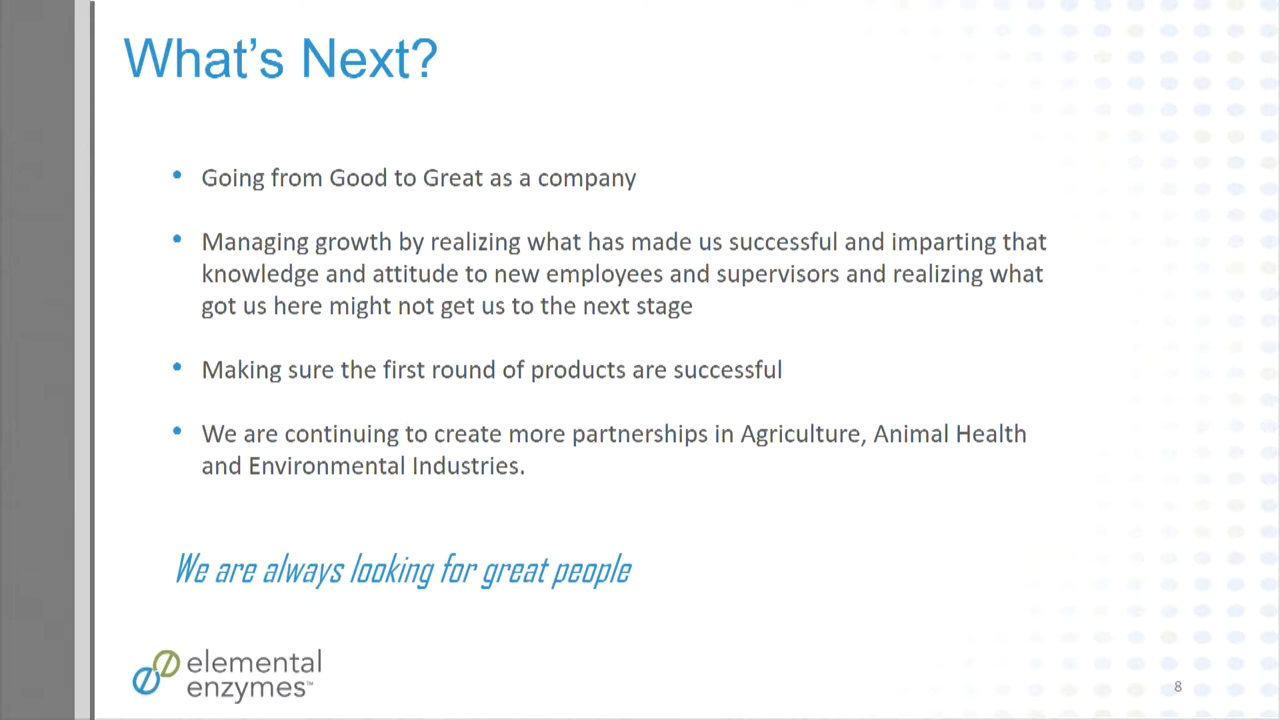 What's Next?
• Going from Good to Great as a company
• Managing growth by realizing what has made us successful and imparting that
knowledge and attitude to new employees and supervisors and realizing what
got us here might not get us to the next stage
• Making sure the first round of products are successful
• We are continuing to create more partnerships in Agriculture, Animal Health
and Environmental Industries.
We are always looking for great people
elemental
enzymes™
8